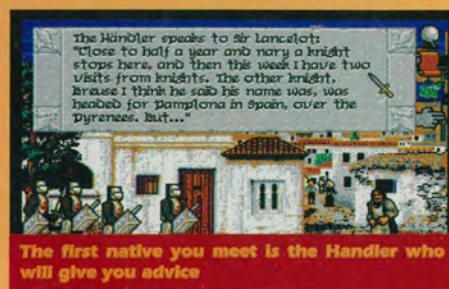 The Händler speaks to Sir Lancelot:
"Close to half a year and nary a knight
stops here, and then this week I have two
visits from knights. The other knight,
Breuse I think he said his name was, was
headed for Pamplona in Spain, over the
Pyrenees. But..."
The first native you meet is the Handler who
will give you advice